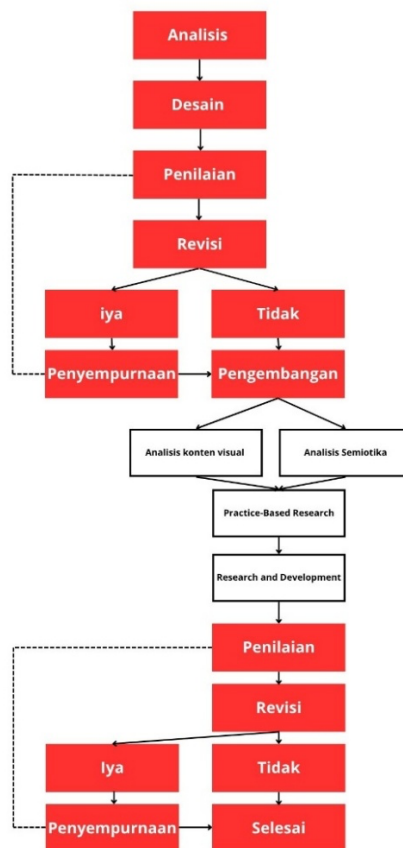 Analisis
Desain
Penilaian
Revisi
iya
Tidak
Penyempurnaan
Pengembangan
Analisis konten visual
Analisis Semiotika
Practice-Based Research
Research and Development
Penilaian
Revisi
Iya
Tidak
Penyempurnaan
Selesai